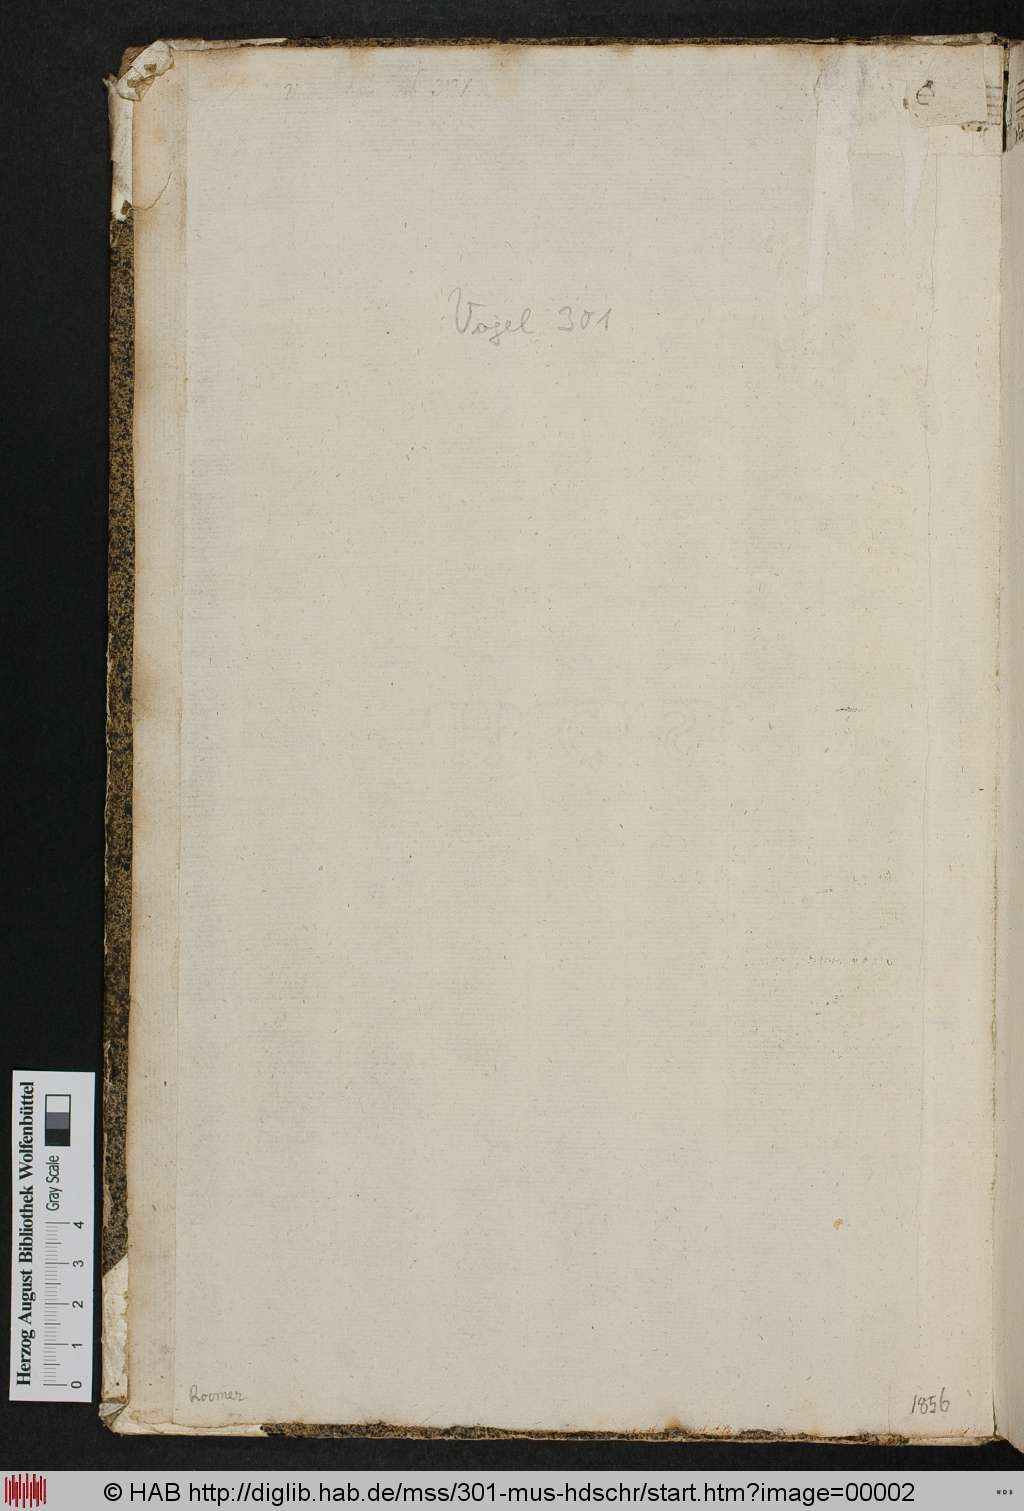 Vogel 301
1856
Herzog August Bibliothek Wolfenbüttel
Gray Scale
0 1 2 3 4
© HAB http://diglib.hab.de/mss/301-mus-hdschr/start.htm?image=00002